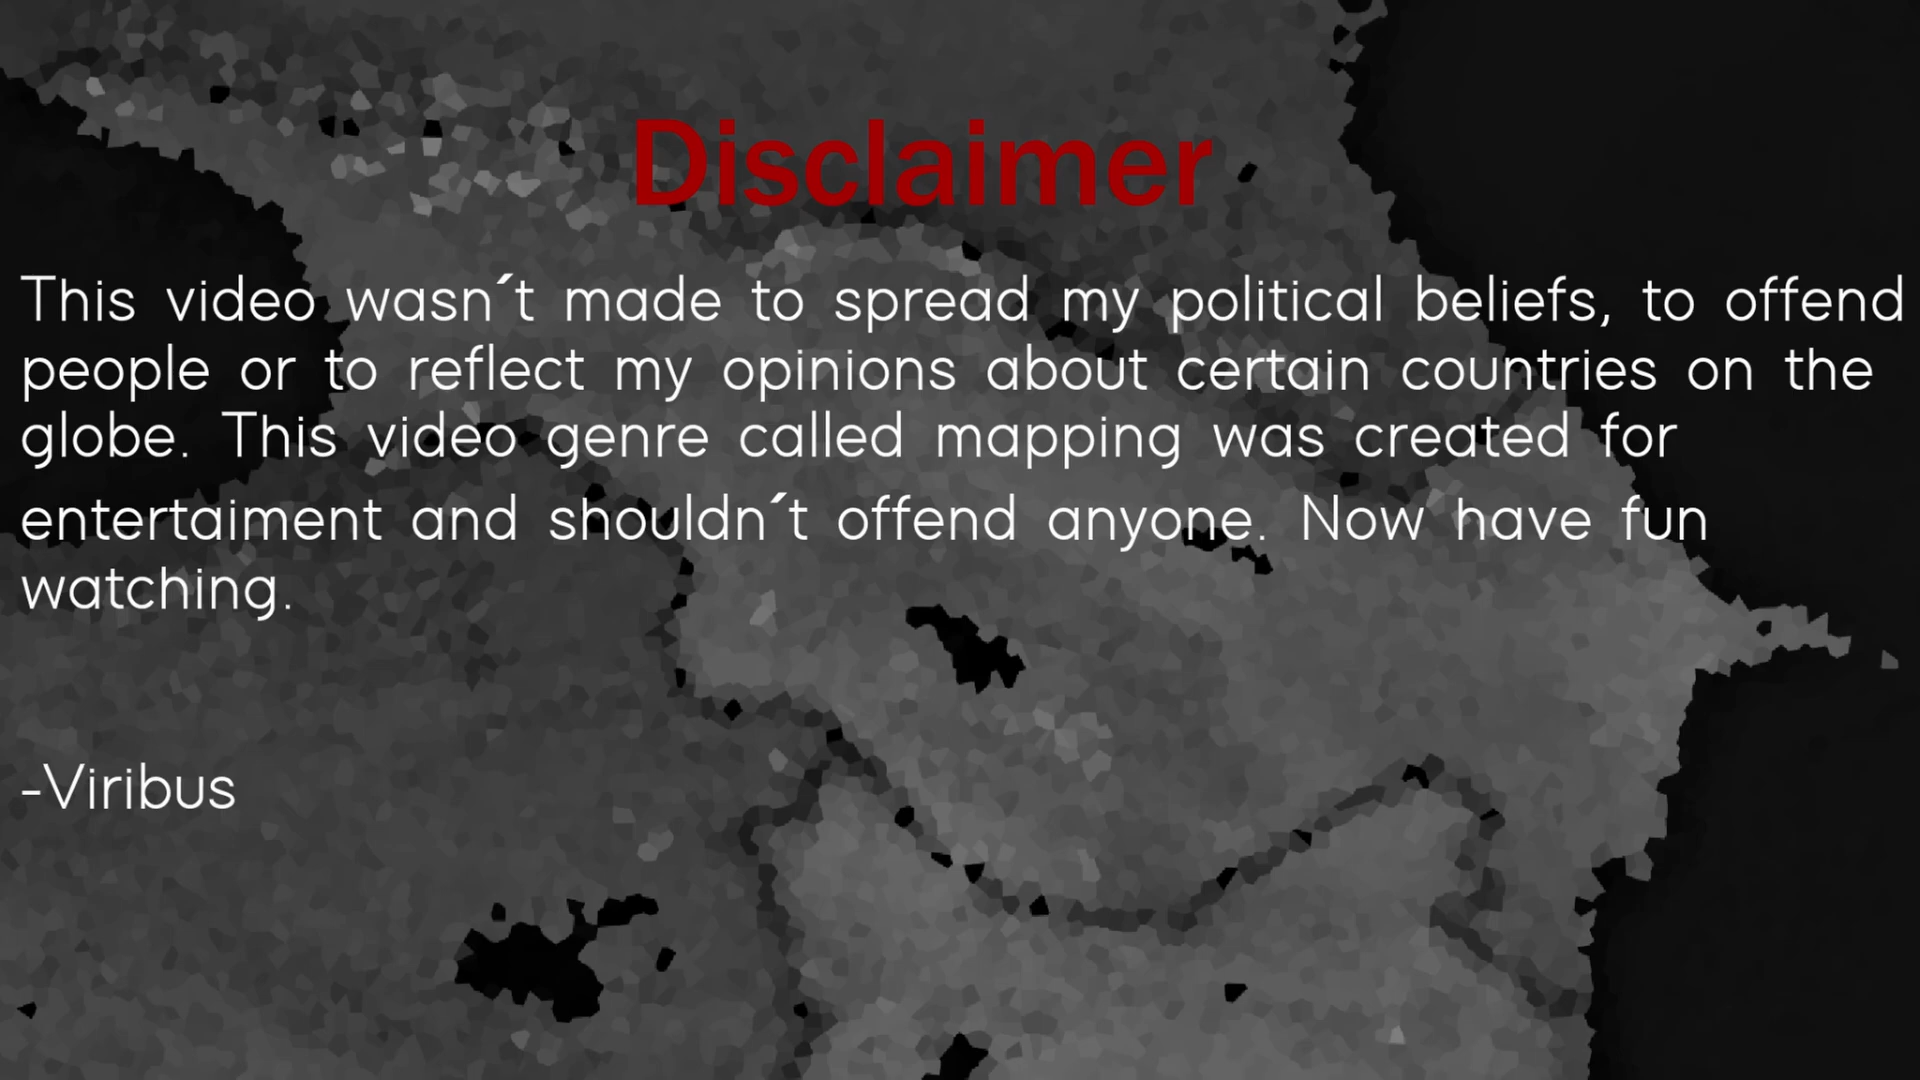 Disclaimer
This video wasn´t made to spread my political beliefs, to offend
people or to reflect my opinions about certain countries on the
globe. This video genre called mapping was created for
entertaiment and shouldn´t offend anyone. Now have fun
watching.
-Viribus